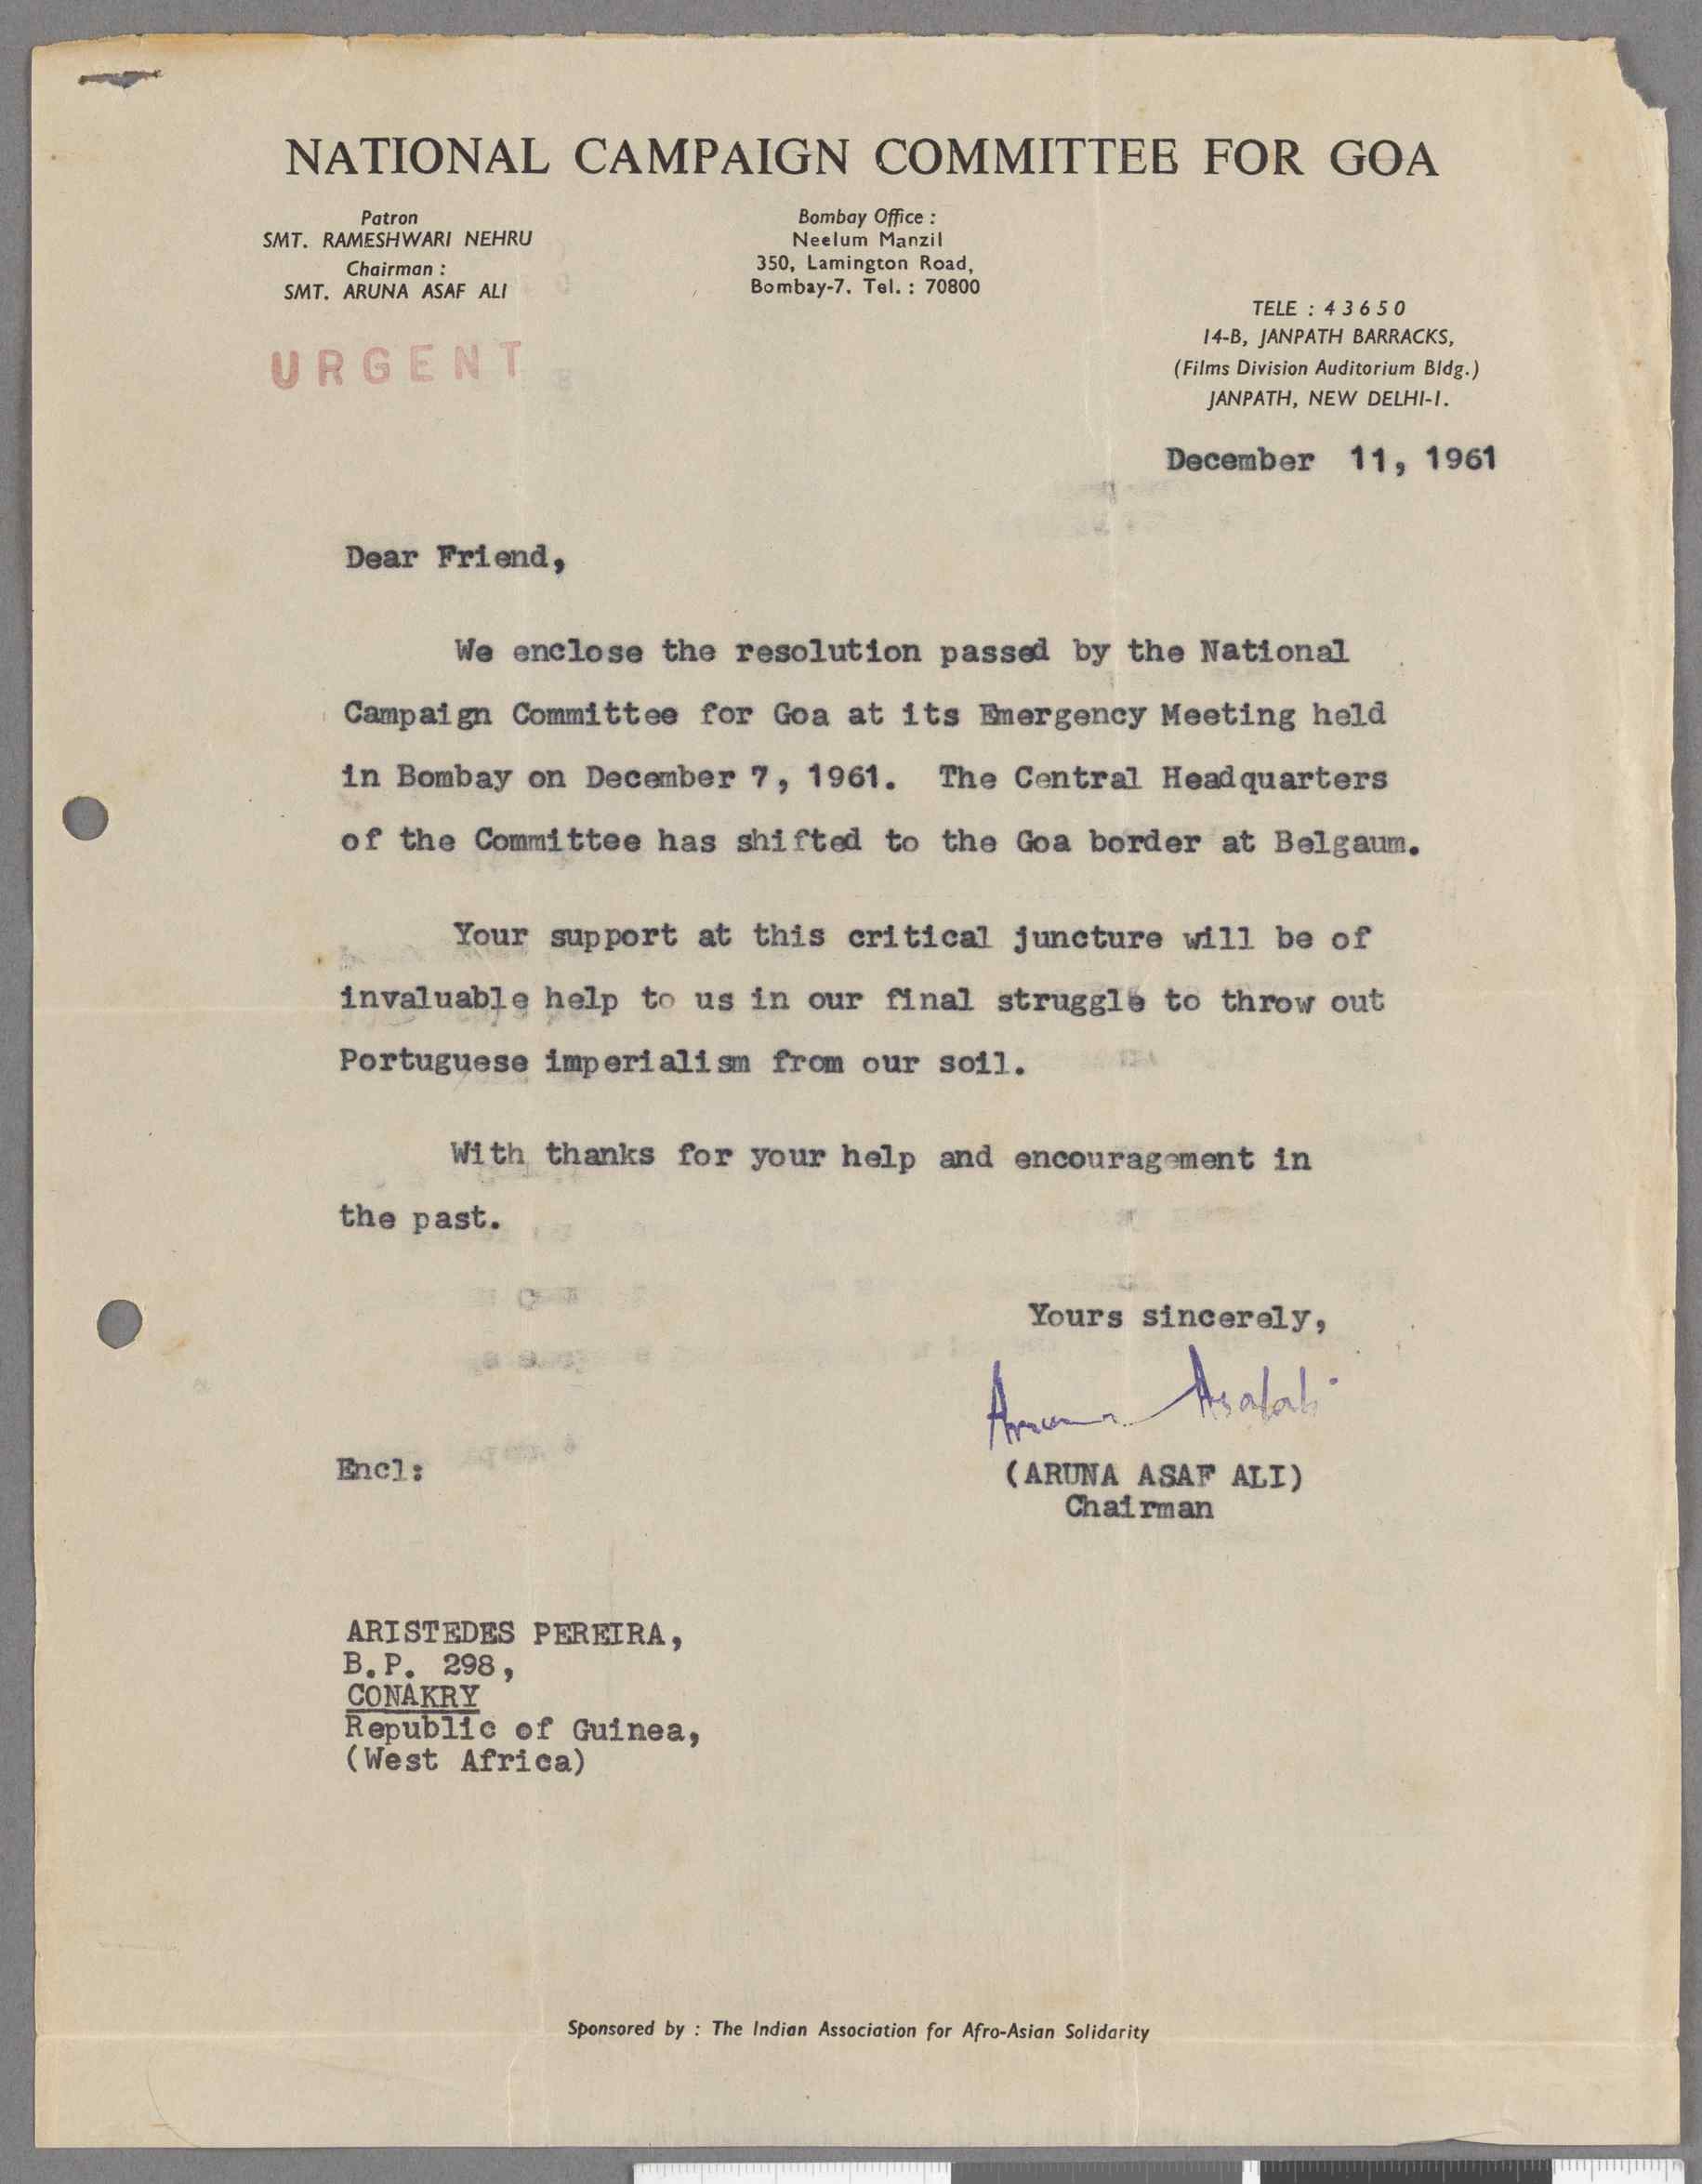 NATIONAL CAMPAIGN COMMITTEE FOR GOA
Patron
SMT. RAMESHWARI NEHRU
Chairman :
SMT. ARUNA ASAF ALI
Bombay Office :
Neelum Manzil
350, Lamington Road,
Bombay-7. Tel. : 70800
TELE : 4 3 6 5 0
14-B, JANPATH BARRACKS,
(Films Division Auditorium Bldg.)
JANPATH, NEW DELHI-1.
URGENT
December 11, 1961
Dear Friend,
We enclose the resolution passed by the National
Campaign Committee for Goa at its Emergency Meeting held
in Bombay on December 7, 1961. The Central Headquarters
of the Committee has shifted to the Goa border at Belgaum.
Your support at this critical juncture will be of
invaluable help to us in our final struggle to throw out
Portuguese imperialism from our soil.
With thanks for your help and encouragement in
the past.
Yours sincerely,
Aruna Asafali
Encl:
(ARUNA ASAF ALI)
Chairman
ARISTEDES PEREIRA,
B.P. 298,
CONAKRY
Republic of Guinea,
(West Africa)
Sponsored by : The Indian Association for Afro-Asian Solidarity